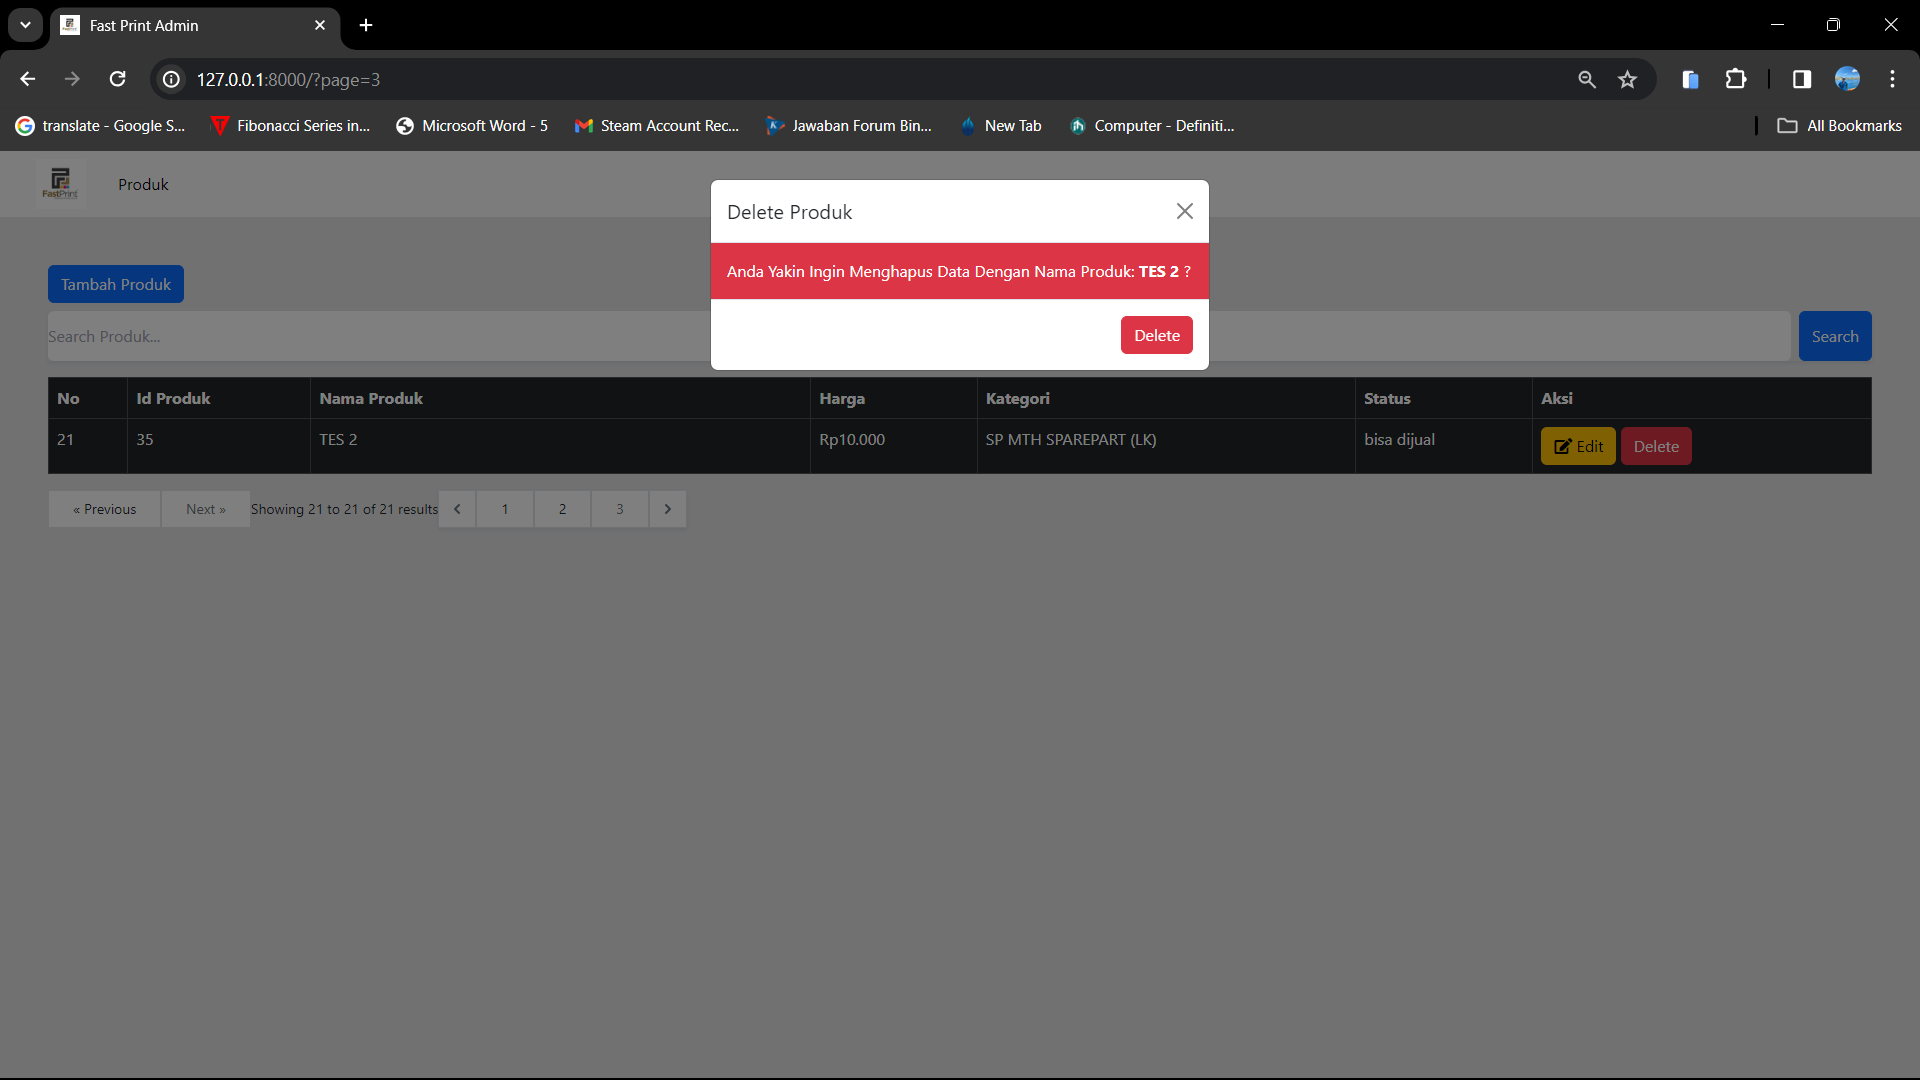 Fast Print Admin
127.0.0.1:8000/?page=3
translate - Google S... Fibonacci Series in... Microsoft Word - 5 Steam Account Rec... Jawaban Forum Bin... New Tab Computer - Definiti... All Bookmarks
FastPrint
Produk
Delete Produk
Anda Yakin Ingin Menghapus Data Dengan Nama Produk: TES 2 ?
Delete
Tambah Produk
Search Produk...
Search
No Id Produk Nama Produk Harga Kategori Status Aksi
21 35 TES 2 Rp10.000 SP MTH SPAREPART (LK) bisa dijual Edit Delete
« Previous Next » Showing 21 to 21 of 21 results 1 2 3